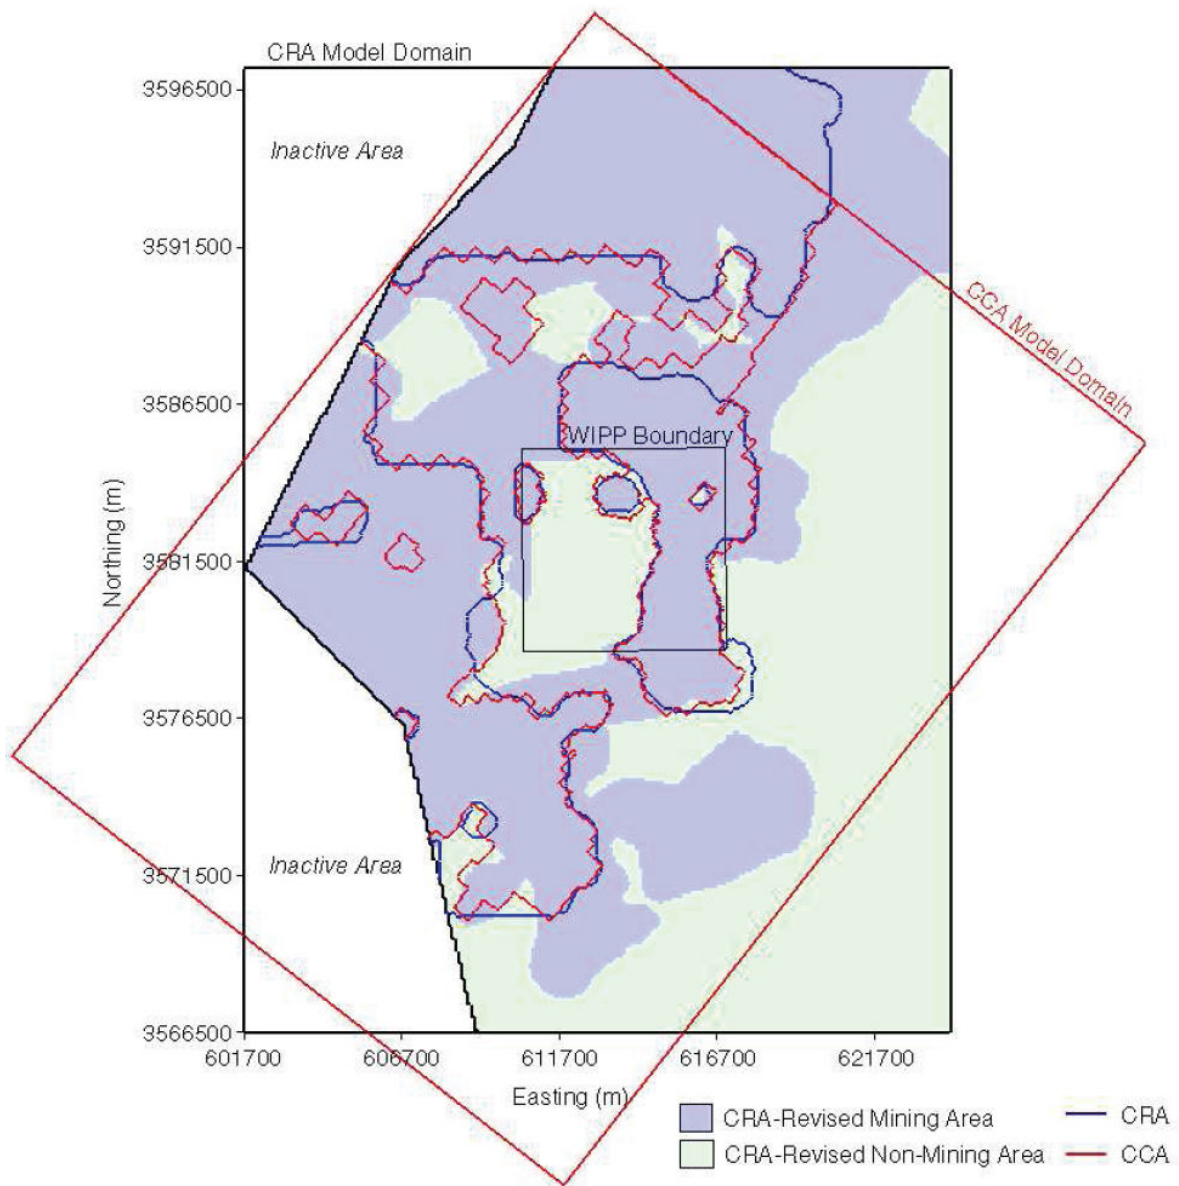 CRA Model Domain
3596500
Inactive Area
3591500
CCA Model Domain
3586500
WIPP Boundary
Northing (m)
3581500
3576500
Inactive Area
3571500
3566500
601700
606700
611700
616700
621700
Easting (m)
CRA-Revised Mining Area
CRA
CRA-Revised Non-Mining Area
CCA